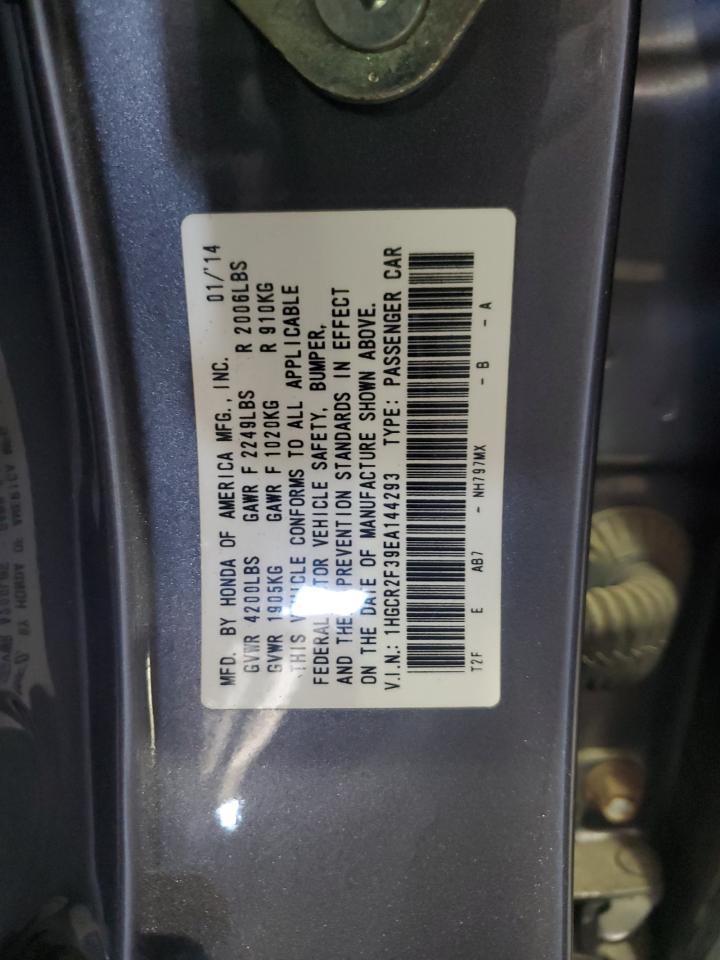 MFD. BY HONDA OF AMERICA MFG., INC. 01/'14
GVWR 4200LBS GAWR F 2249LBS R 2006LBS
GVWR 1905KG GAWR F 1020KG R 910KG
THIS VEHICLE CONFORMS TO ALL APPLICABLE
FEDERAL VEHICLE SAFETY, BUMPER,
AND PREVENTION STANDARDS IN EFFECT
ON THE DATE OF MANUFACTURE SHOWN ABOVE.
V.I.N.: 1HGCR2F39EA144293 TYPE: PASSENGER CAR
T2F E AB7 - NH797MX - B - A